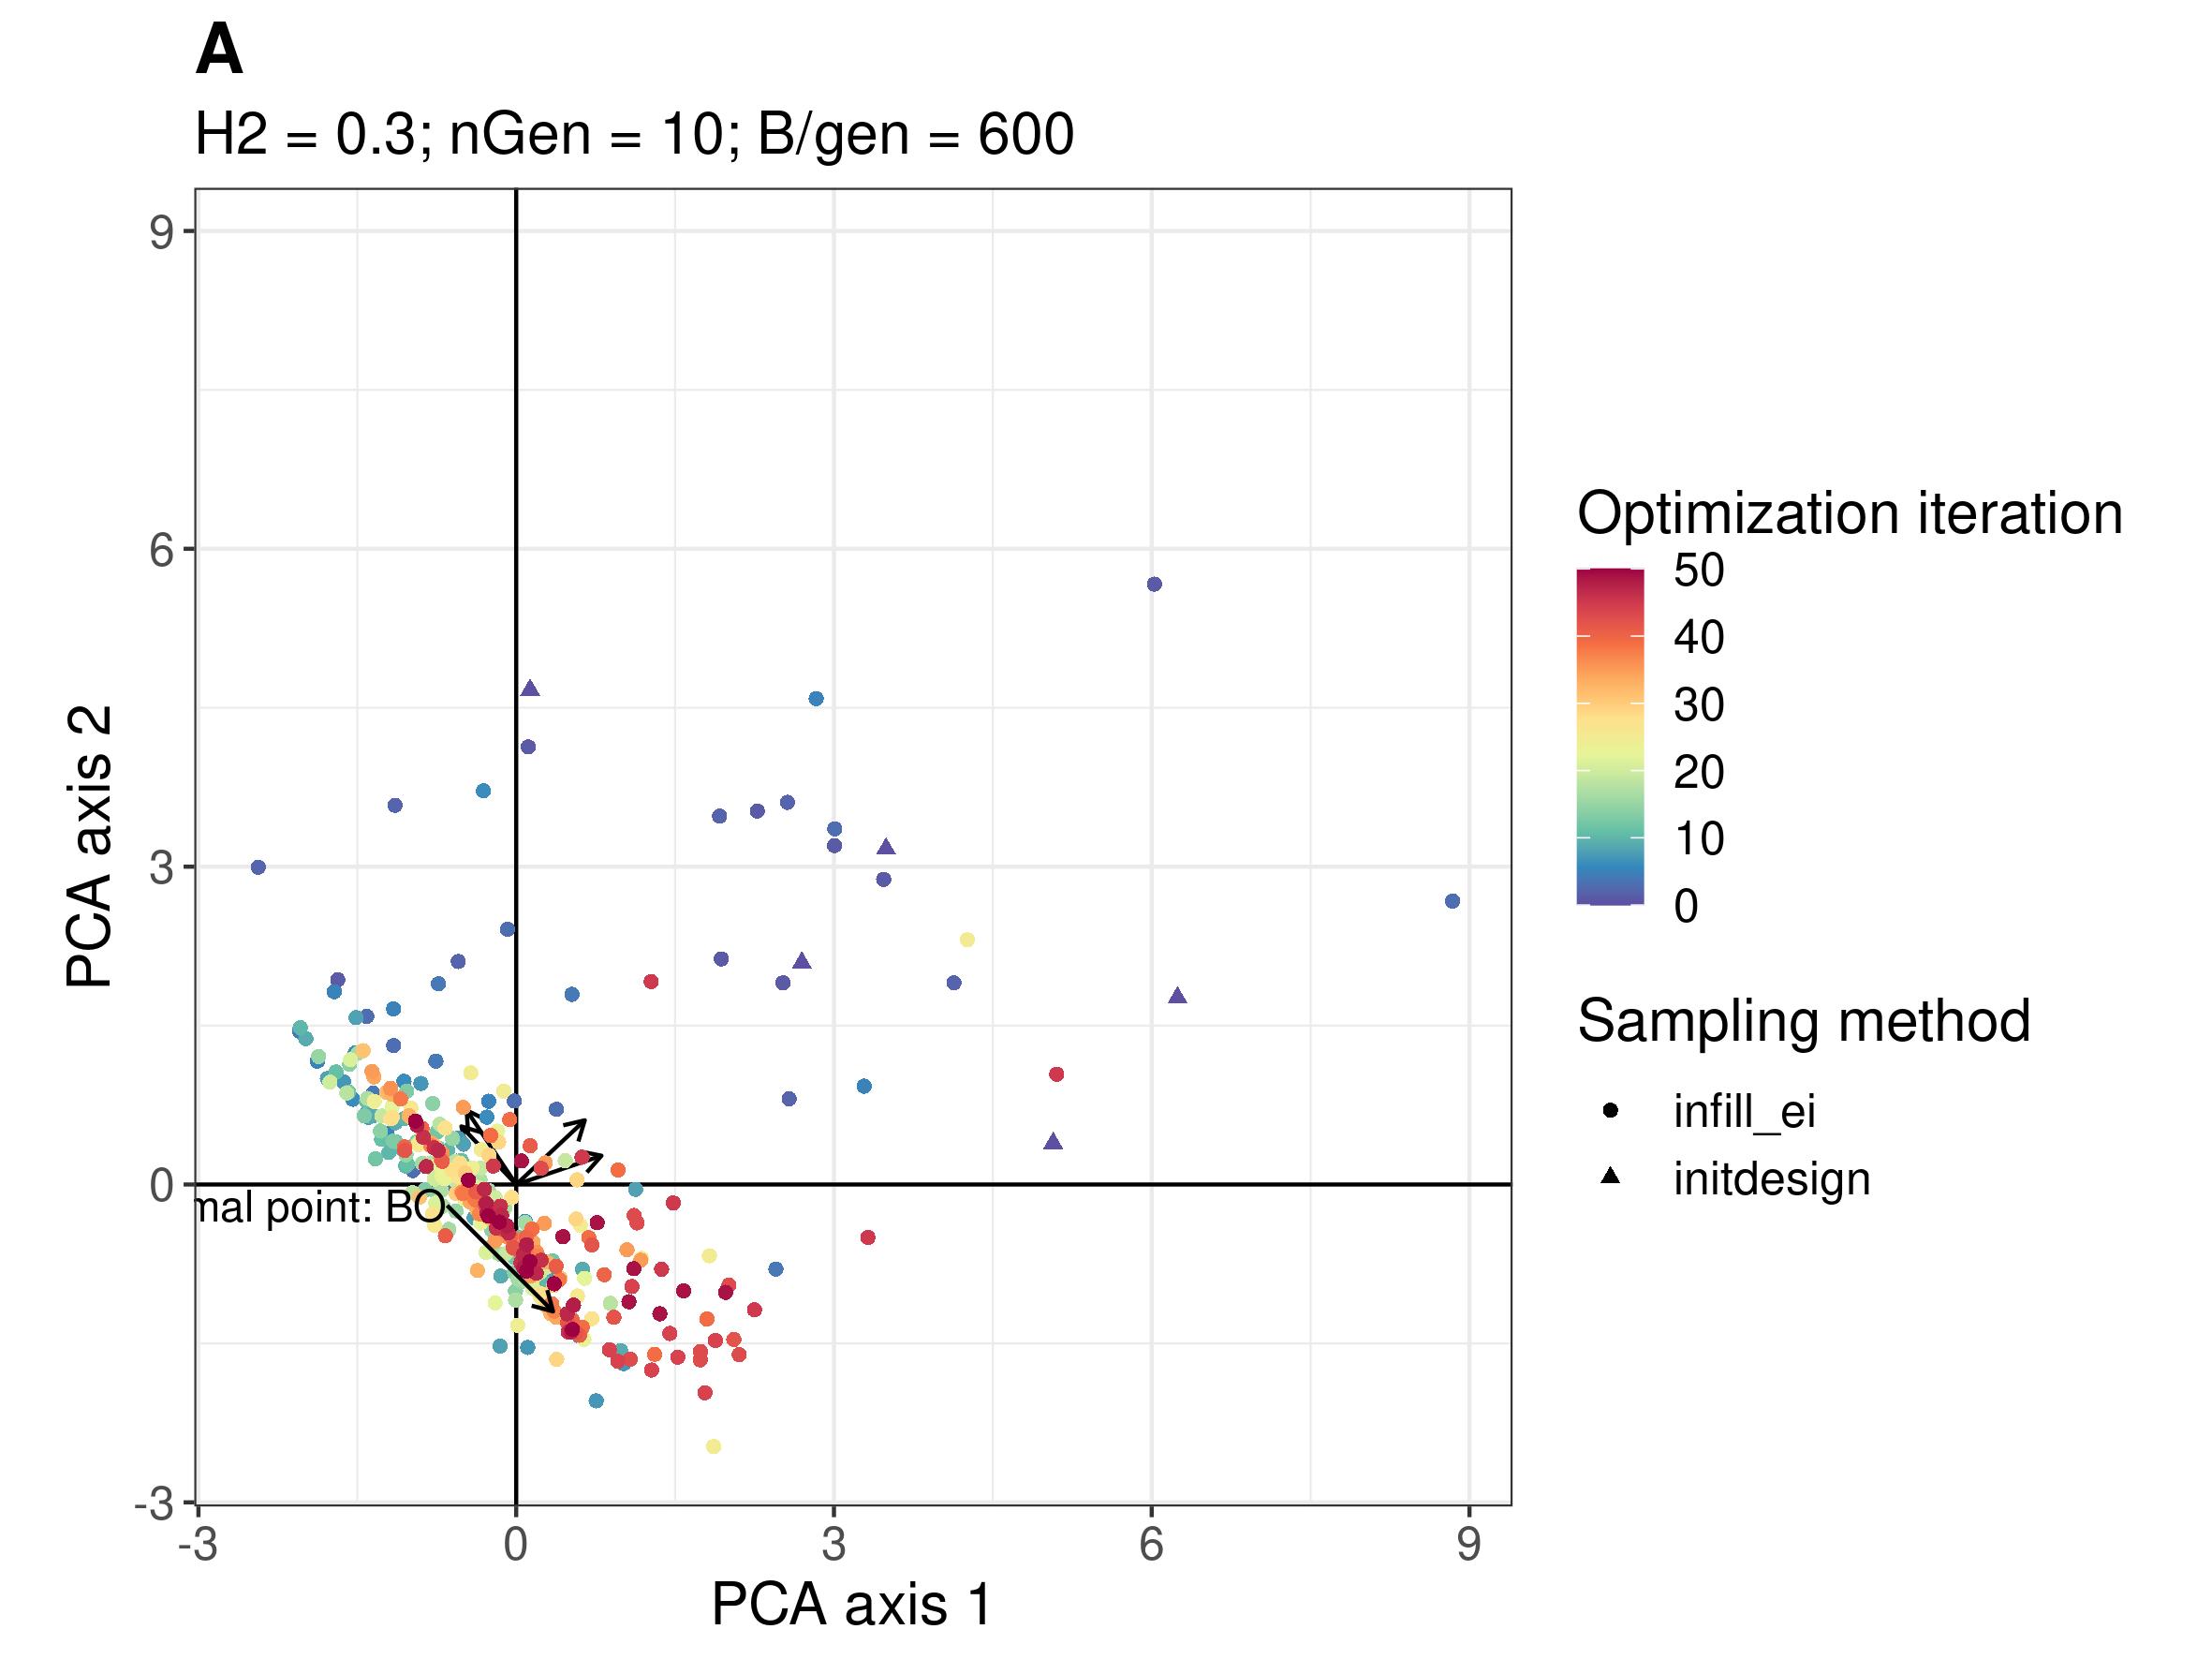 A
H2 = 0.3; nGen = 10; B/gen = 600
9
6
3
0
-3
PCA axis 2
mal point: BO
-3 0 3 6 9
PCA axis 1
Optimization iteration
50
40
30
20
10
0
Sampling method
infill_ei
initdesign